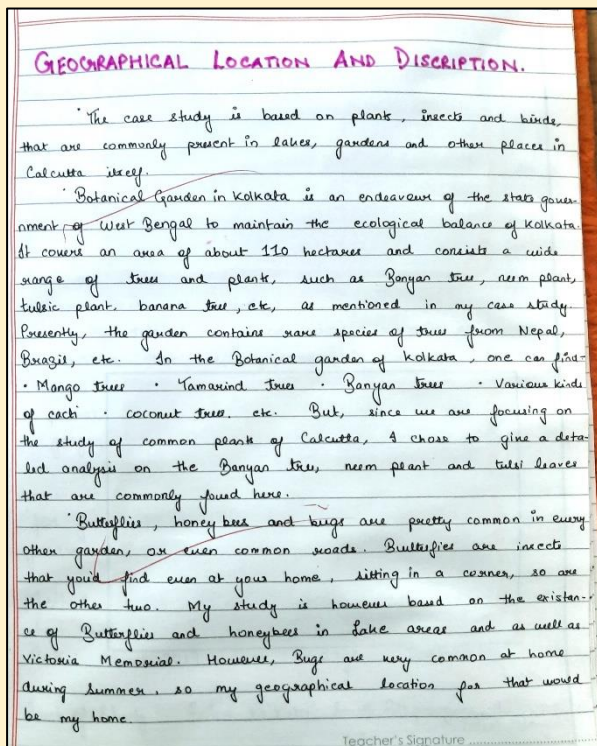 GEOGRAPHICAL LOCATION AND DISCRIPTION.
The case study is based on plants, insects and birds,
that are commonly present in lakes, gardens and other places in
Calcutta itself.
Botanical Garden in Kolkata is an endeavour of the state gover-
nment of West Bengal to maintain the ecological balance of Kolkata.
It covers an area of about 110 hectares and consists a wide
range of trees and plants, such as Banyan tree, neem plant,
tulsic plant, banana tree, etc, as mentioned in my case study.
Presently, the garden contains rare species of trees from Nepal,
Brazil, etc. In the Botanical garden of Kolkata, one can find-
• Mango trees • Tamarind trees • Banyan trees • Various kinds
of cacti • coconut trees. etc. But, since we are focusing on
the study of common plants of Calcutta, I chose to give a deta-
led analysis on the Banyan tree, neem plant and tulsi leaves
that are commonly found here.
Butterflies, honey bees and bugs are pretty common in every
other garden, or even common roads. Bulterfies are insects
that you'd find even at your home, sitting in a corner, so are
the other two. My study is however based on the existan-
ce of Butterflies and honeybees in Lake areas and as well as
Victoria Memorial. However, Bugs are very common at home
during summer, so my geographical location for that would
be my home.
Teacher's Signature